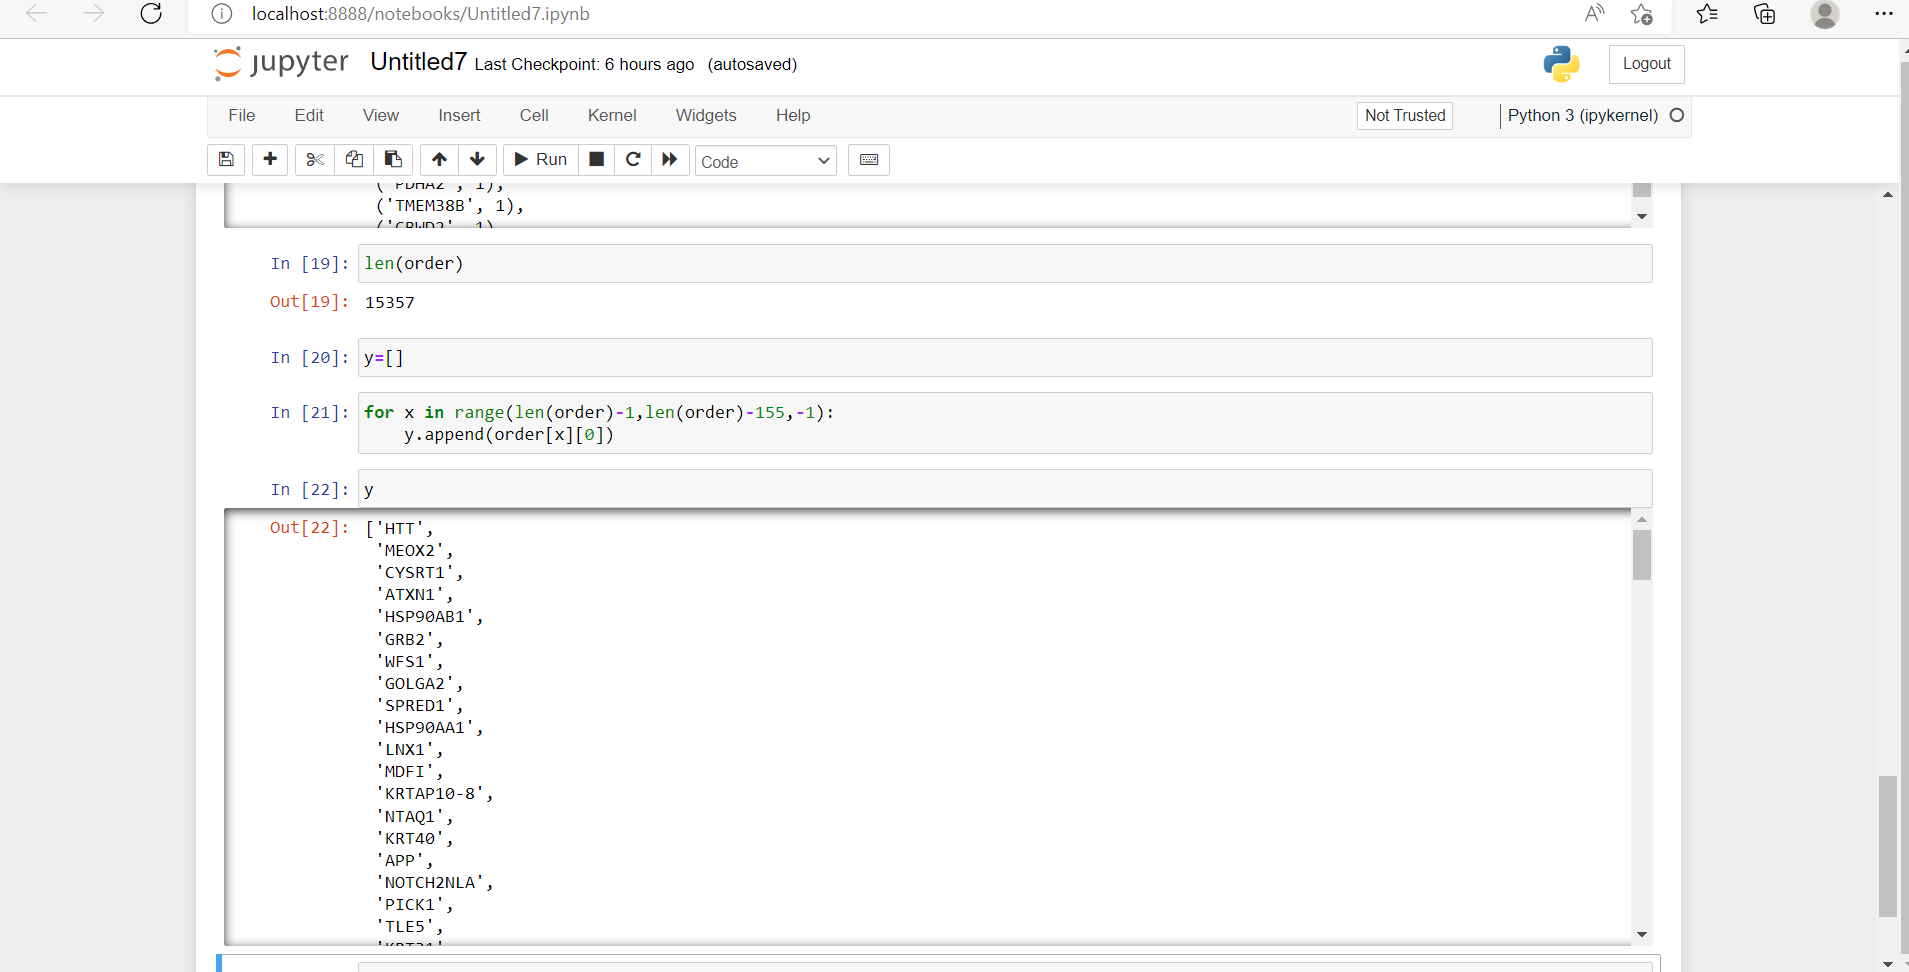 localhost:8888/notebooks/Untitled7.ipynb
jupyter Untitled7 Last Checkpoint: 6 hours ago (autosaved)
Logout
File Edit View Insert Cell Kernel Widgets Help
Not Trusted
Python 3 (ipykernel)
Run
Code
('PDHA2', 1),
('TMEM38B', 1),
In [19]: len(order)
Out[19]: 15357
In [20]: y=[]
In [21]: for x in range(len(order)-1,len(order)-155,-1):
y.append(order[x][0])
In [22]: y
Out[22]: ['HTT',
'MEOX2',
'CYSRT1',
'ATXN1',
'HSP90AB1',
'GRB2',
'WFS1',
'GOLGA2',
'SPRED1',
'HSP90AA1',
'LNX1',
'MDFI',
'KRTAP10-8',
'NTAQ1',
'KRT40',
'APP',
'NOTCH2NLA',
'PICK1',
'TLE5',